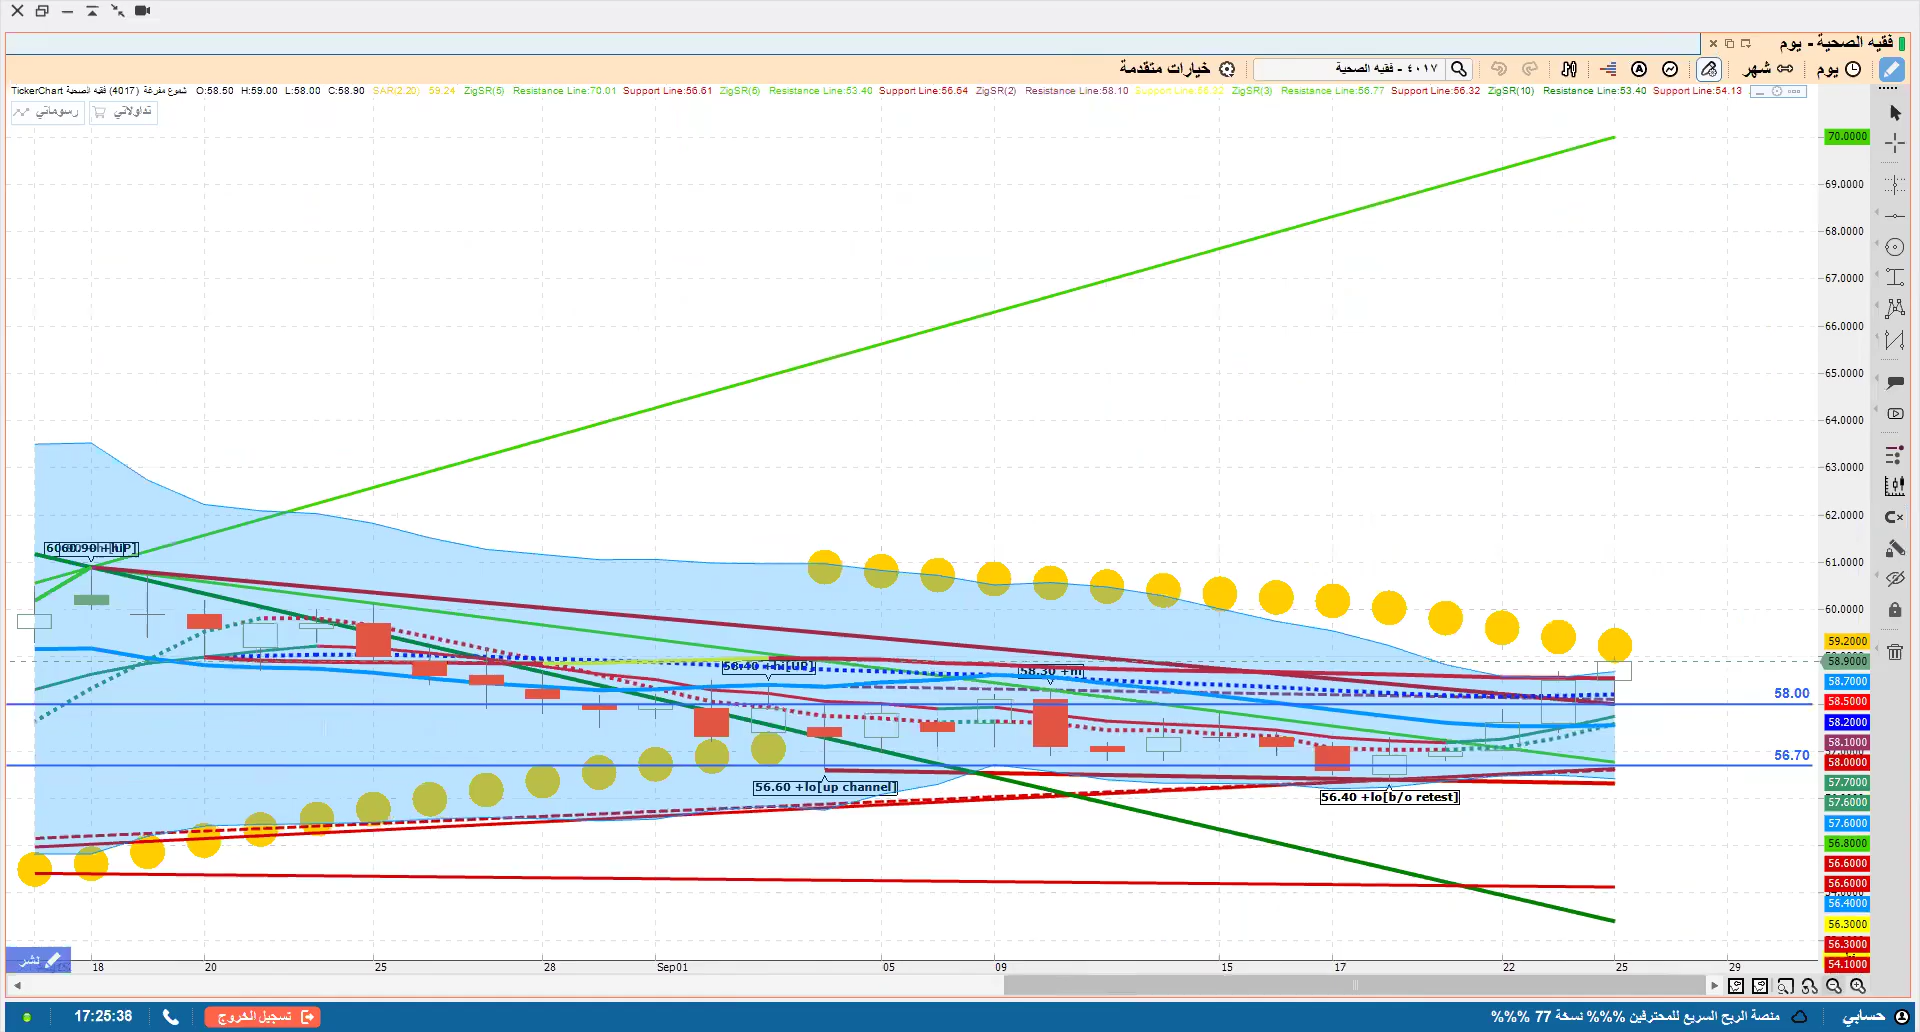 فقيه الصحية - يوم
يوم
شهر
٤٠١٧ - فقيه الصحية
خيارات متقدمة
TickerChart شموع مفرغة (4017) فقيه الصحية O:58.50 H:59.00 L:58.00 C:58.90 SAR(2.20) 59.24 ZigSR(5) Resistance Line:70.01 Support Line:56.61 ZigSR(6) Resistance Line:53.40 Support Line:56.64 ZigSR(2) Resistance Line:58.10 ZigSR(3) Resistance Line:56.77 Support Line:56.32 ZigSR(10) Resistance Line:53.40 Support Line:54.13
رسوماتي
تداولاتي
70.0000
69.0000
68.0000
67.0000
66.0000
65.0000
64.0000
63.0000
62.0000
61.0000
60.0000
59.2000
58.9000
58.7000
58.5000
58.2000
58.1000
58.0000
57.7000
57.6000
57.6000
56.8000
56.6000
56.6000
56.4000
56.3000
56.3000
54.1000
58.40 +hi[UP]
58.30 +hi
58.00
56.70
56.60 +lo[up channel]
56.40 +lo[b/o retest]
نشر
18
20
25
28
Sep01
05
09
15
17
22
25
29
17:25:38
تسجيل الخروج
منصة الربح السريع للمحترفين %%% نسخة 77 %%%
حسابي